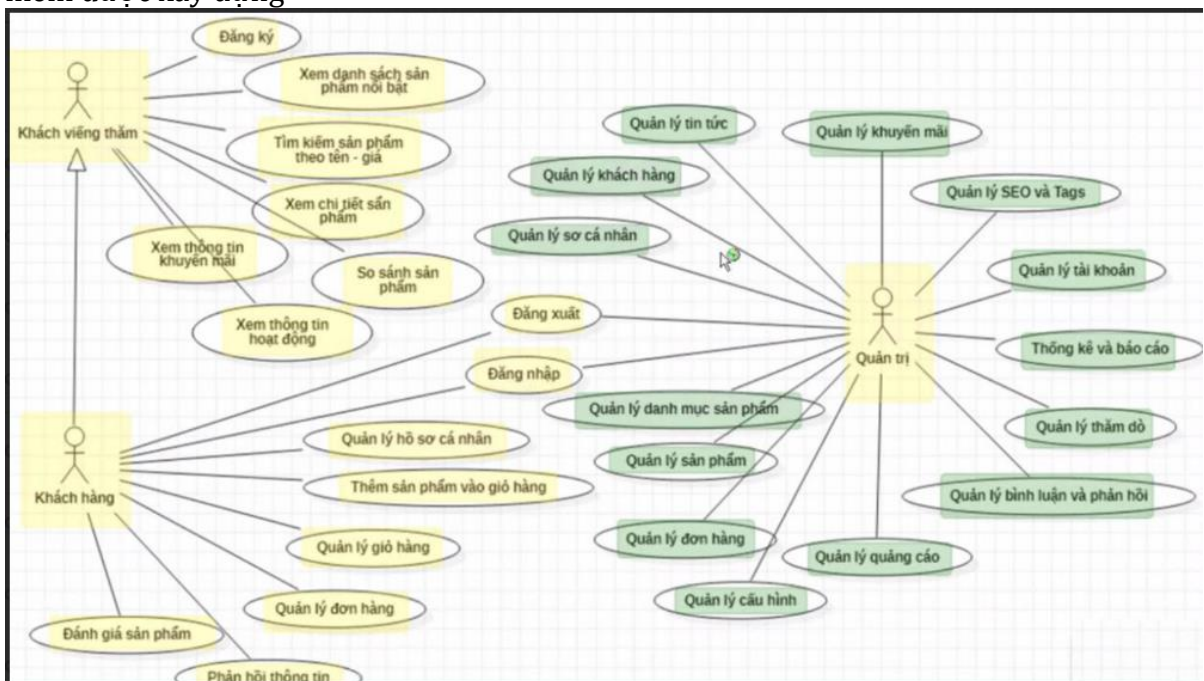 mềm được xây dựng
Đăng ký
Xem danh sách sản
phẩm nổi bật
Khách viếng thăm
Tìm kiếm sản phẩm
theo tên - giá
Xem chi tiết sẩn
phẩm
Xem thông tin
khuyến mãi
So sánh sản
phẩm
Xem thông tin
hoạt động
Quản lý tin tức
Quản lý khuyến mãi
Quản lý khách hàng
Quản lý SEO và Tags
Quản lý sơ cá nhân
Quản lý tài khoản
Đăng xuất
Thống kê và báo cáo
Quản trị
Đăng nhập
Quản lý danh mục sản phẩm
Quản lý thăm dò
Quản lý hồ sơ cá nhân
Quản lý sản phẩm
Thêm sản phẩm vào giỏ hàng
Quản lý bình luận và phản hồi
Khách hàng
Quản lý giỏ hàng
Quản lý đơn hàng
Quản lý quảng cáo
Quản lý đơn hàng
Quản lý cấu hình
Đánh giá sản phẩm
Phản hồi thông tin